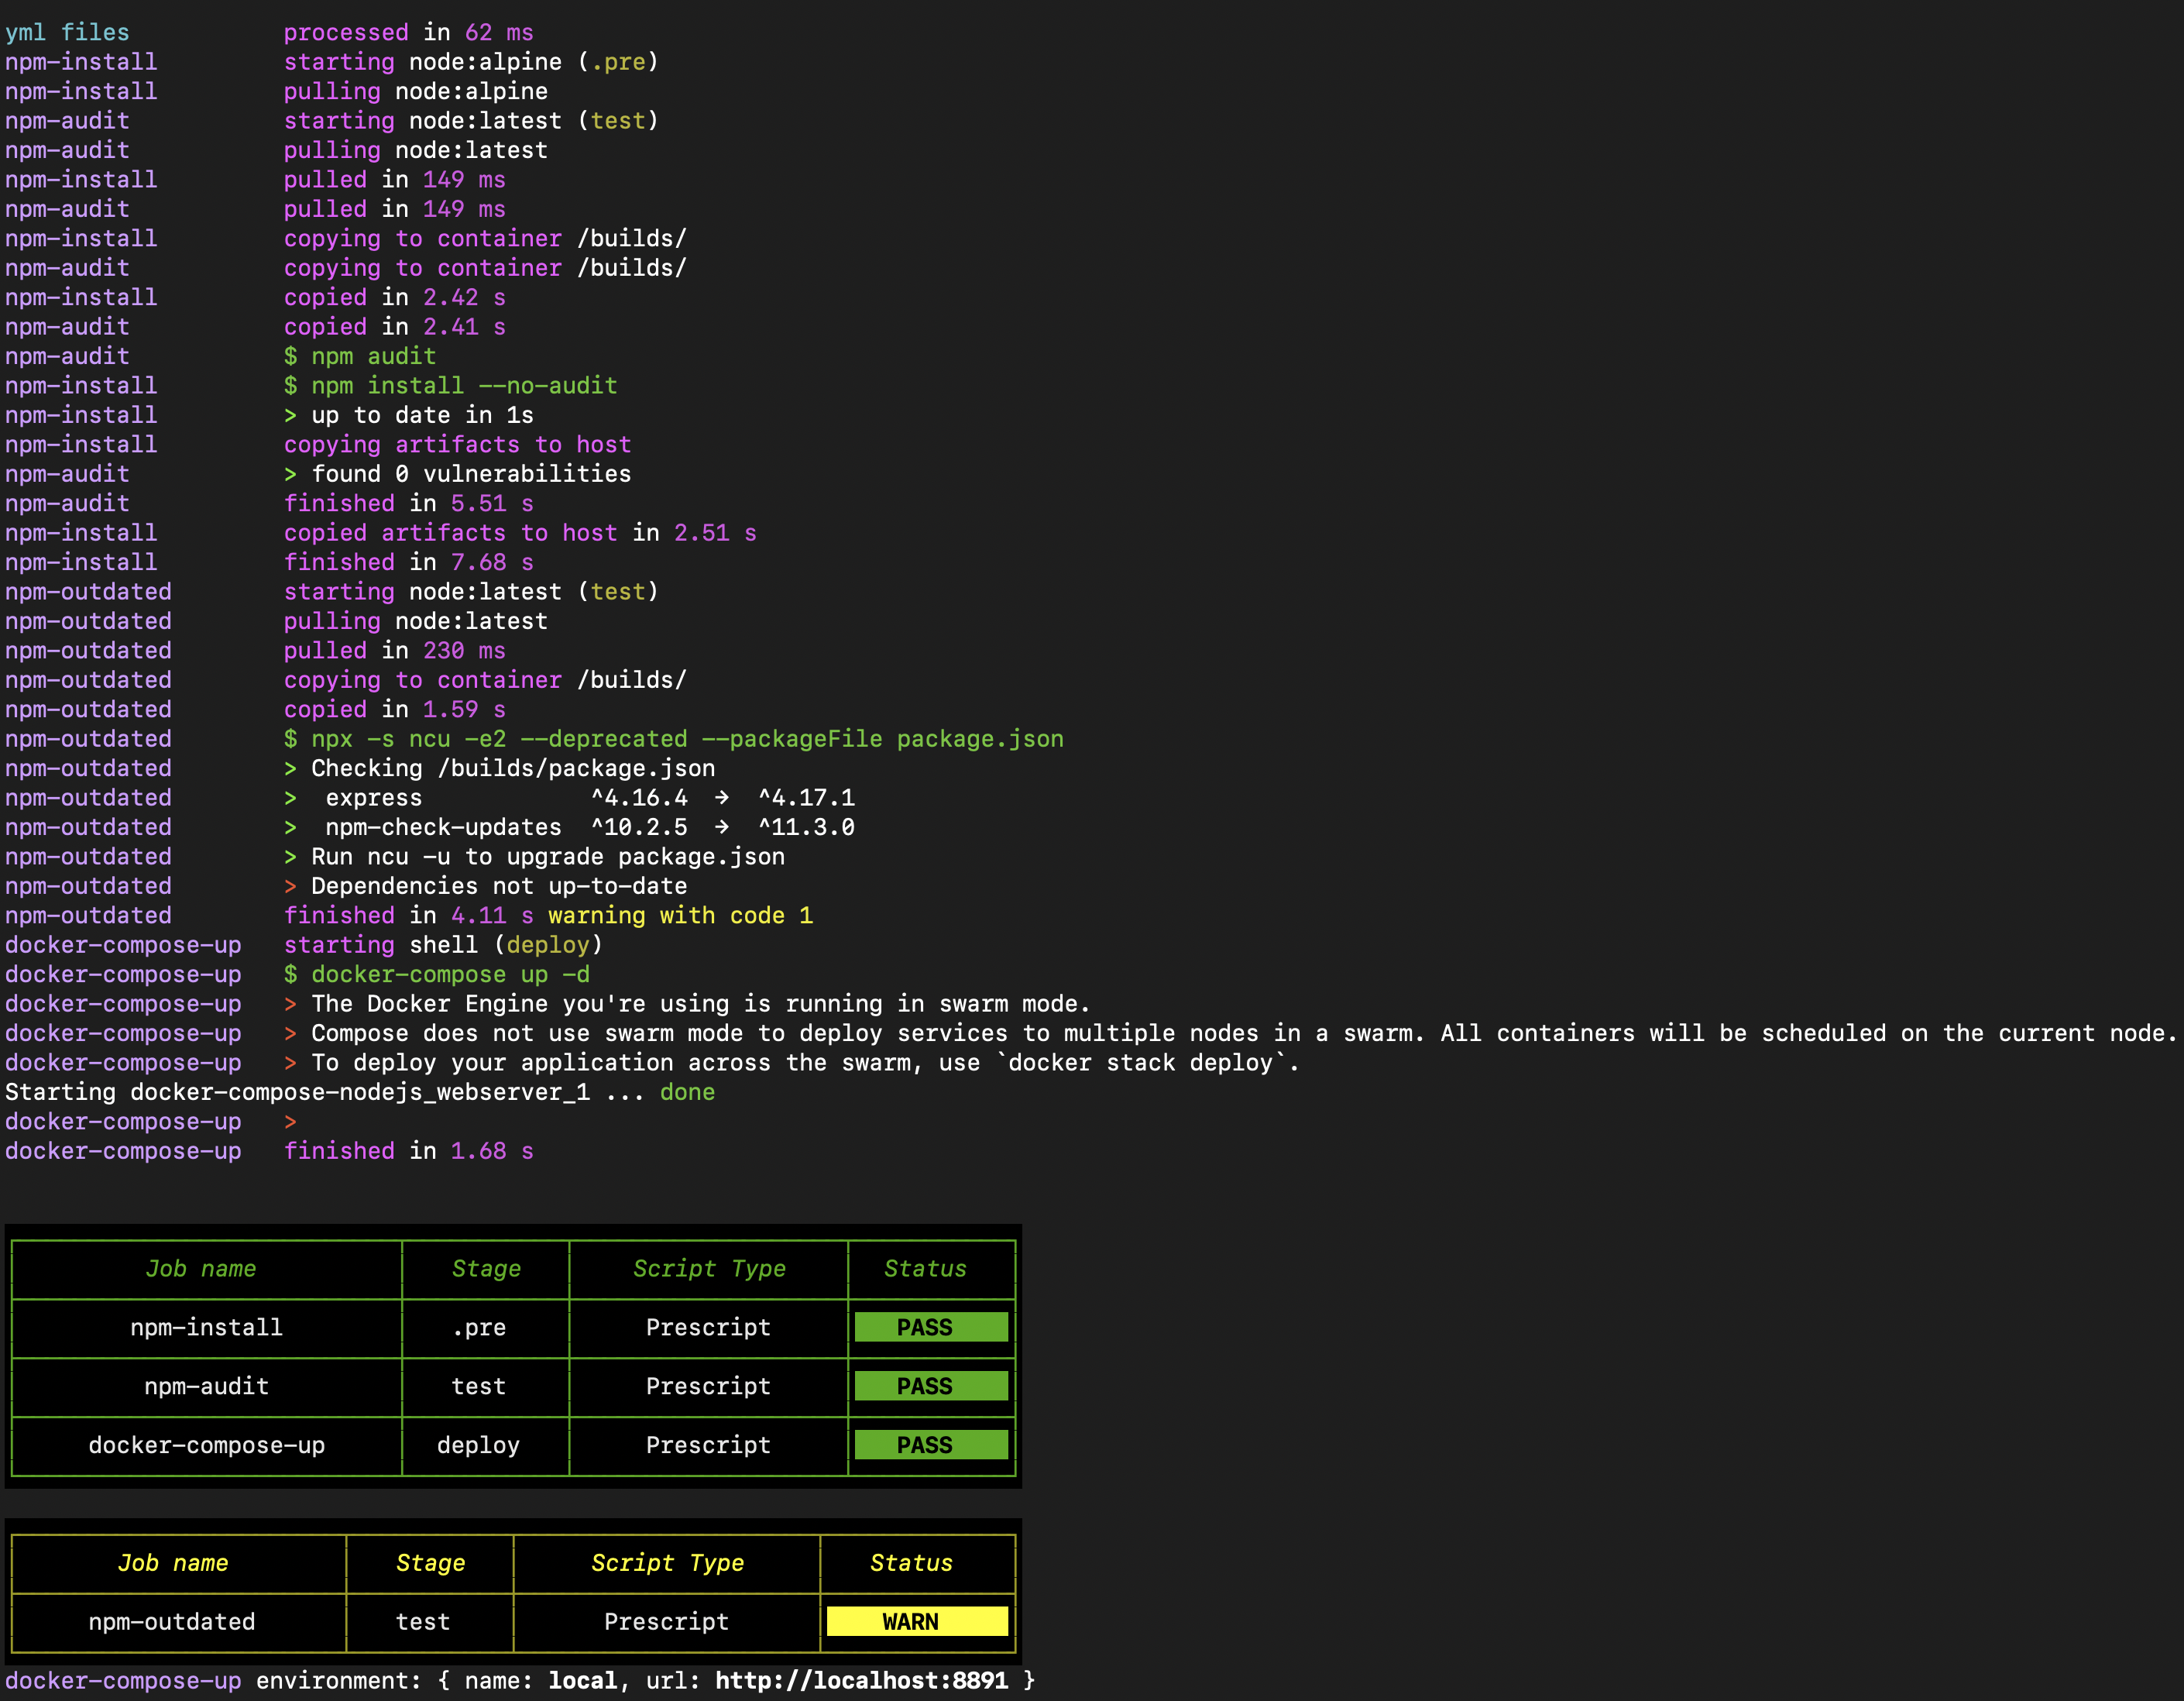 yml files           processed in 62 ms
npm-install         starting node:alpine (.pre)
npm-install         pulling node:alpine
npm-audit           starting node:latest (test)
npm-audit           pulling node:latest
npm-install         pulled in 149 ms
npm-audit           pulled in 149 ms
npm-install         copying to container /builds/
npm-audit           copying to container /builds/
npm-install         copied in 2.42 s
npm-audit           copied in 2.41 s
npm-audit           $ npm audit
npm-install         $ npm install --no-audit
npm-install         > up to date in 1s
npm-install         copying artifacts to host
npm-audit           > found 0 vulnerabilities
npm-audit           finished in 5.51 s
npm-install         copied artifacts to host in 2.51 s
npm-install         finished in 7.68 s
npm-outdated        starting node:latest (test)
npm-outdated        pulling node:latest
npm-outdated        pulled in 230 ms
npm-outdated        copying to container /builds/
npm-outdated        copied in 1.59 s
npm-outdated        $ npx -s ncu -e2 --deprecated --packageFile package.json
npm-outdated        > Checking /builds/package.json
npm-outdated        >  express            ^4.16.4  →  ^4.17.1
npm-outdated        >  npm-check-updates  ^10.2.5  →  ^11.3.0
npm-outdated        > Run ncu -u to upgrade package.json
npm-outdated        > Dependencies not up-to-date
npm-outdated        finished in 4.11 s warning with code 1
docker-compose-up   starting shell (deploy)
docker-compose-up   $ docker-compose up -d
docker-compose-up   > The Docker Engine you're using is running in swarm mode.
docker-compose-up   > Compose does not use swarm mode to deploy services to multiple nodes in a swarm. All containers will be scheduled on the current node.
docker-compose-up   > To deploy your application across the swarm, use `docker stack deploy`.
Starting docker-compose-nodejs_webserver_1 ... done
docker-compose-up   >
docker-compose-up   finished in 1.68 s
Job name   Stage   Script Type   Status
npm-install   .pre   Prescript   PASS
npm-audit   test   Prescript   PASS
docker-compose-up   deploy   Prescript   PASS
Job name   Stage   Script Type   Status
npm-outdated   test   Prescript   WARN
docker-compose-up environment: { name: local, url: http://localhost:8891 }